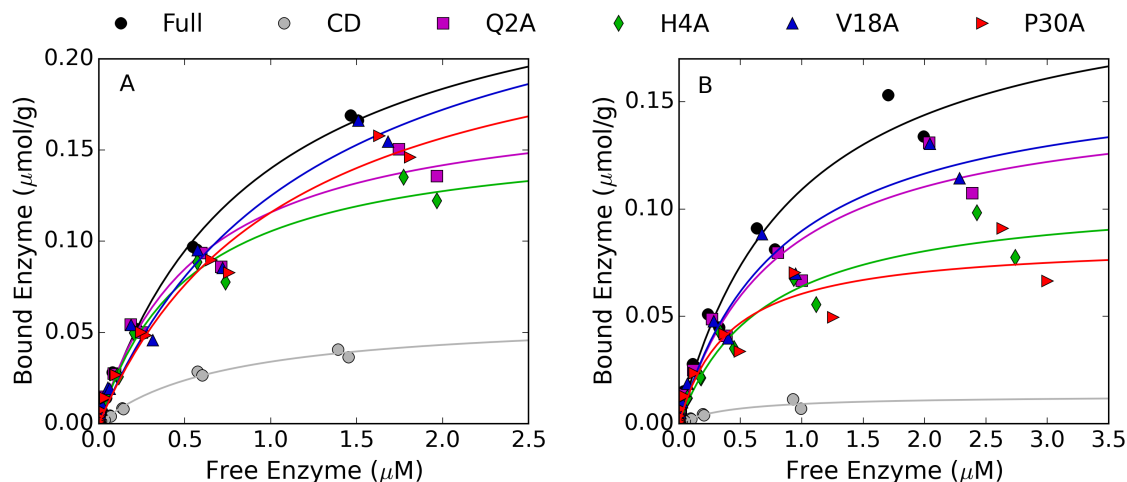 Full CD Q2A H4A V18A P30A
A
Bound Enzyme (μmol/g)
0.20
0.15
0.10
0.05
0.00
0.0 0.5 1.0 1.5 2.0 2.5
Free Enzyme (μM)
B
Bound Enzyme (μmol/g)
0.15
0.10
0.05
0.00
0.0 0.5 1.0 1.5 2.0 2.5 3.0 3.5
Free Enzyme (μM)